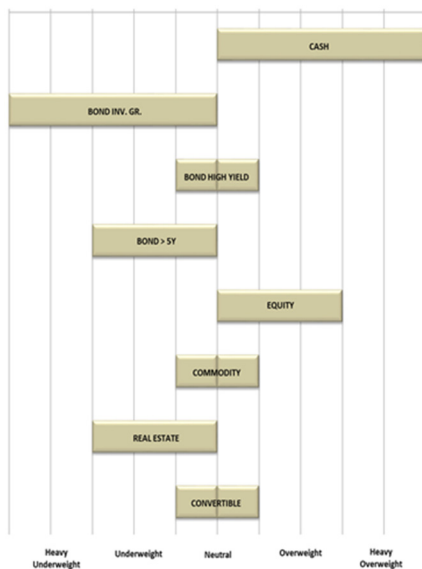 CASH
BOND INV. GR.
BOND HIGH YIELD
BOND > 5Y
EQUITY
COMMODITY
REAL ESTATE
CONVERTIBLE
Heavy Underweight Neutral Overweight Heavy
Underweight Overweight